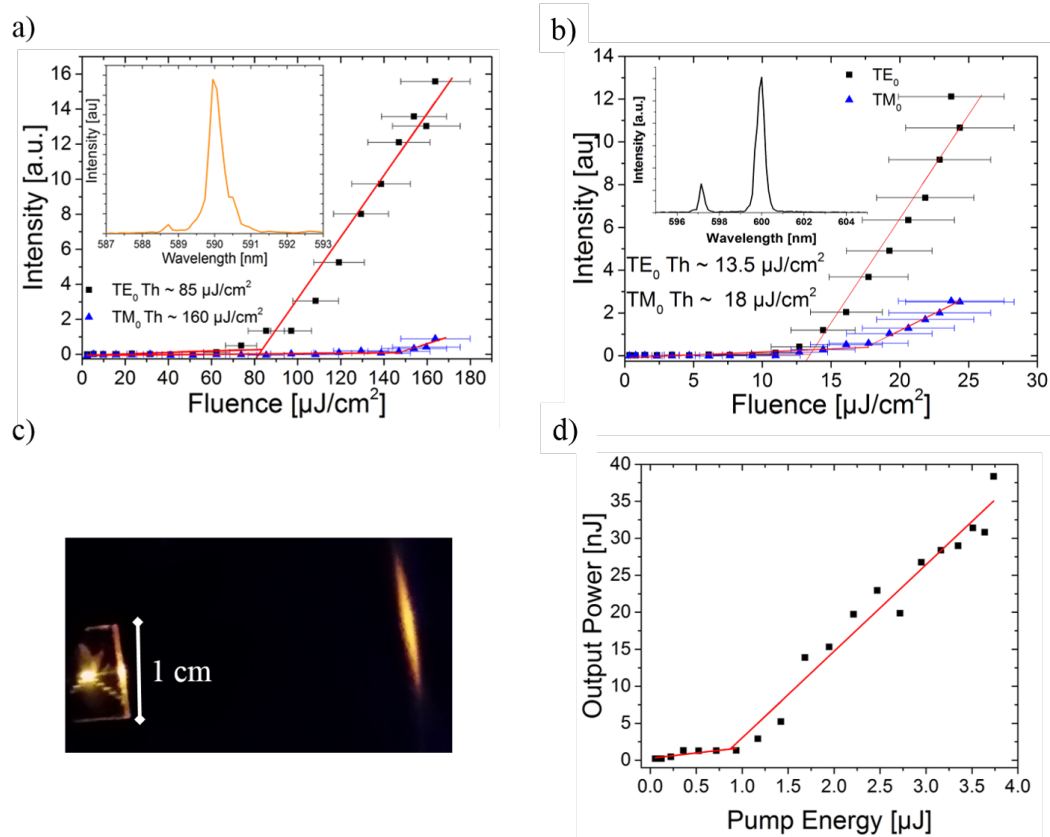 a)
16
14
12
10
8
6
4
2
0
Intensity [a.u.]
Intensity [au]
587 588 589 590 591 592 593
Wavelength [nm]
TE₀ Th ~ 85 µJ/cm²
TM₀ Th ~ 160 µJ/cm²
0 20 40 60 80 100 120 140 160 180
Fluence [µJ/cm²]
b)
14
12
10
8
6
4
2
0
Intensity [au]
Intensity [a.u.]
596 598 600 602 604
Wavelength [nm]
TE₀
TM₀
TE₀ Th ~ 13.5 µJ/cm²
TM₀ Th ~ 18 µJ/cm²
0 5 10 15 20 25 30
Fluence [µJ/cm²]
c)
1 cm
d)
40
35
30
25
20
15
10
5
0
Output Power [nJ]
0.0 0.5 1.0 1.5 2.0 2.5 3.0 3.5 4.0
Pump Energy [µJ]